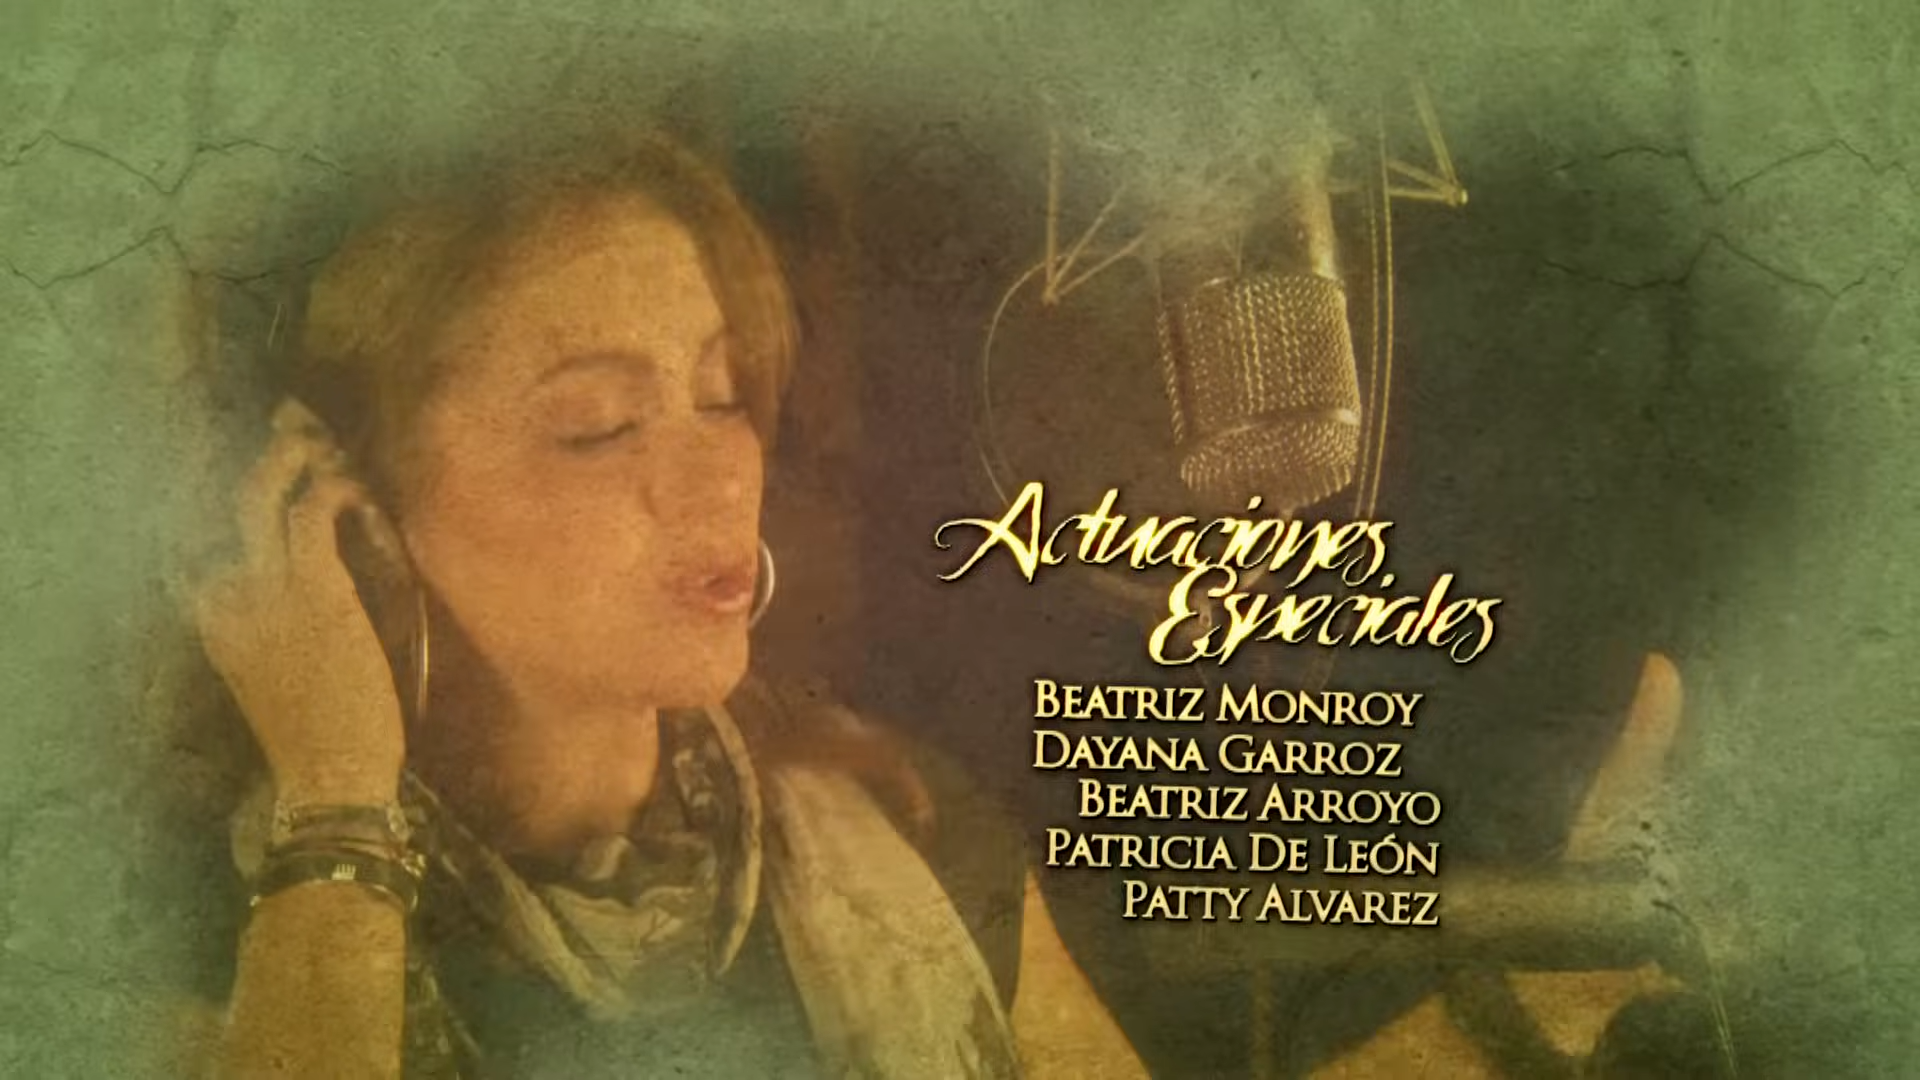 Actuaciones
Especiales
BEATRIZ MONROY
DAYANA GARROZ
BEATRIZ ARROYO
PATRICIA DE LEÓN
PATTY ALVAREZ